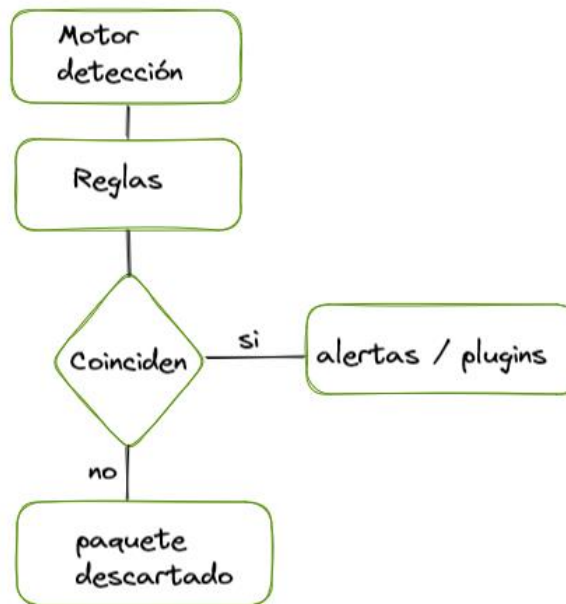 Motor
detección
Reglas
Coinciden
si
alertas / plugins
no
paquete
descartado